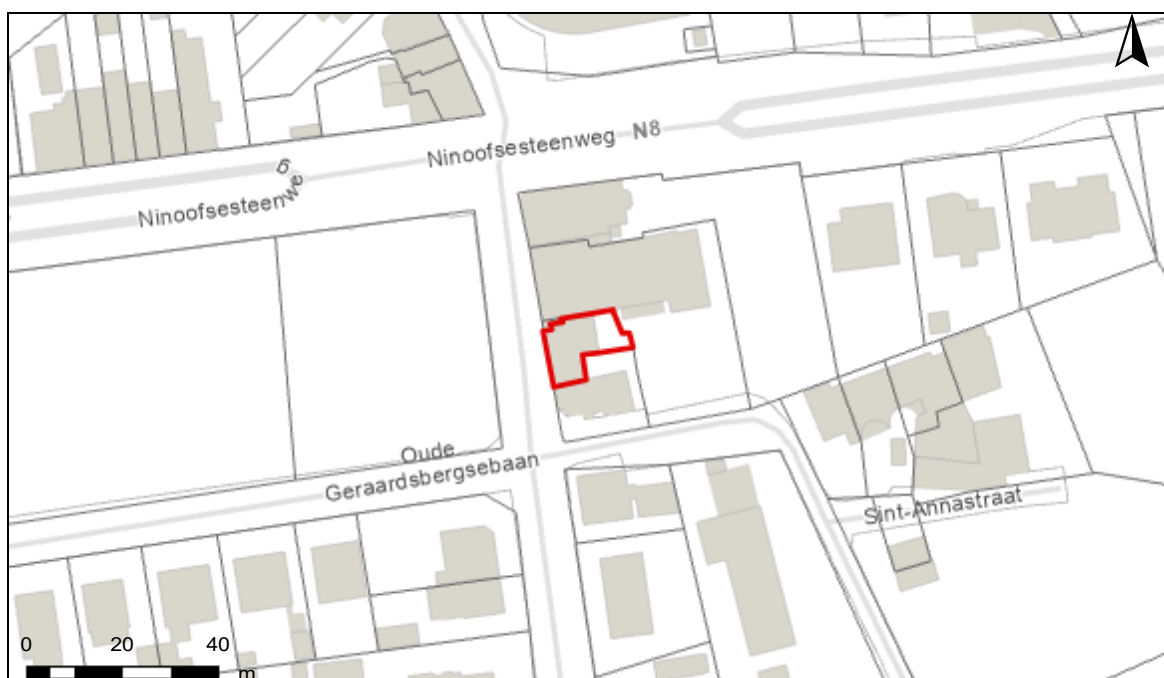 Ninoofsesteenweg N8
Ninoofsesteenweg
Oude
Geraardsbergsebaan
Sint-Annastraat
0 20 40
m